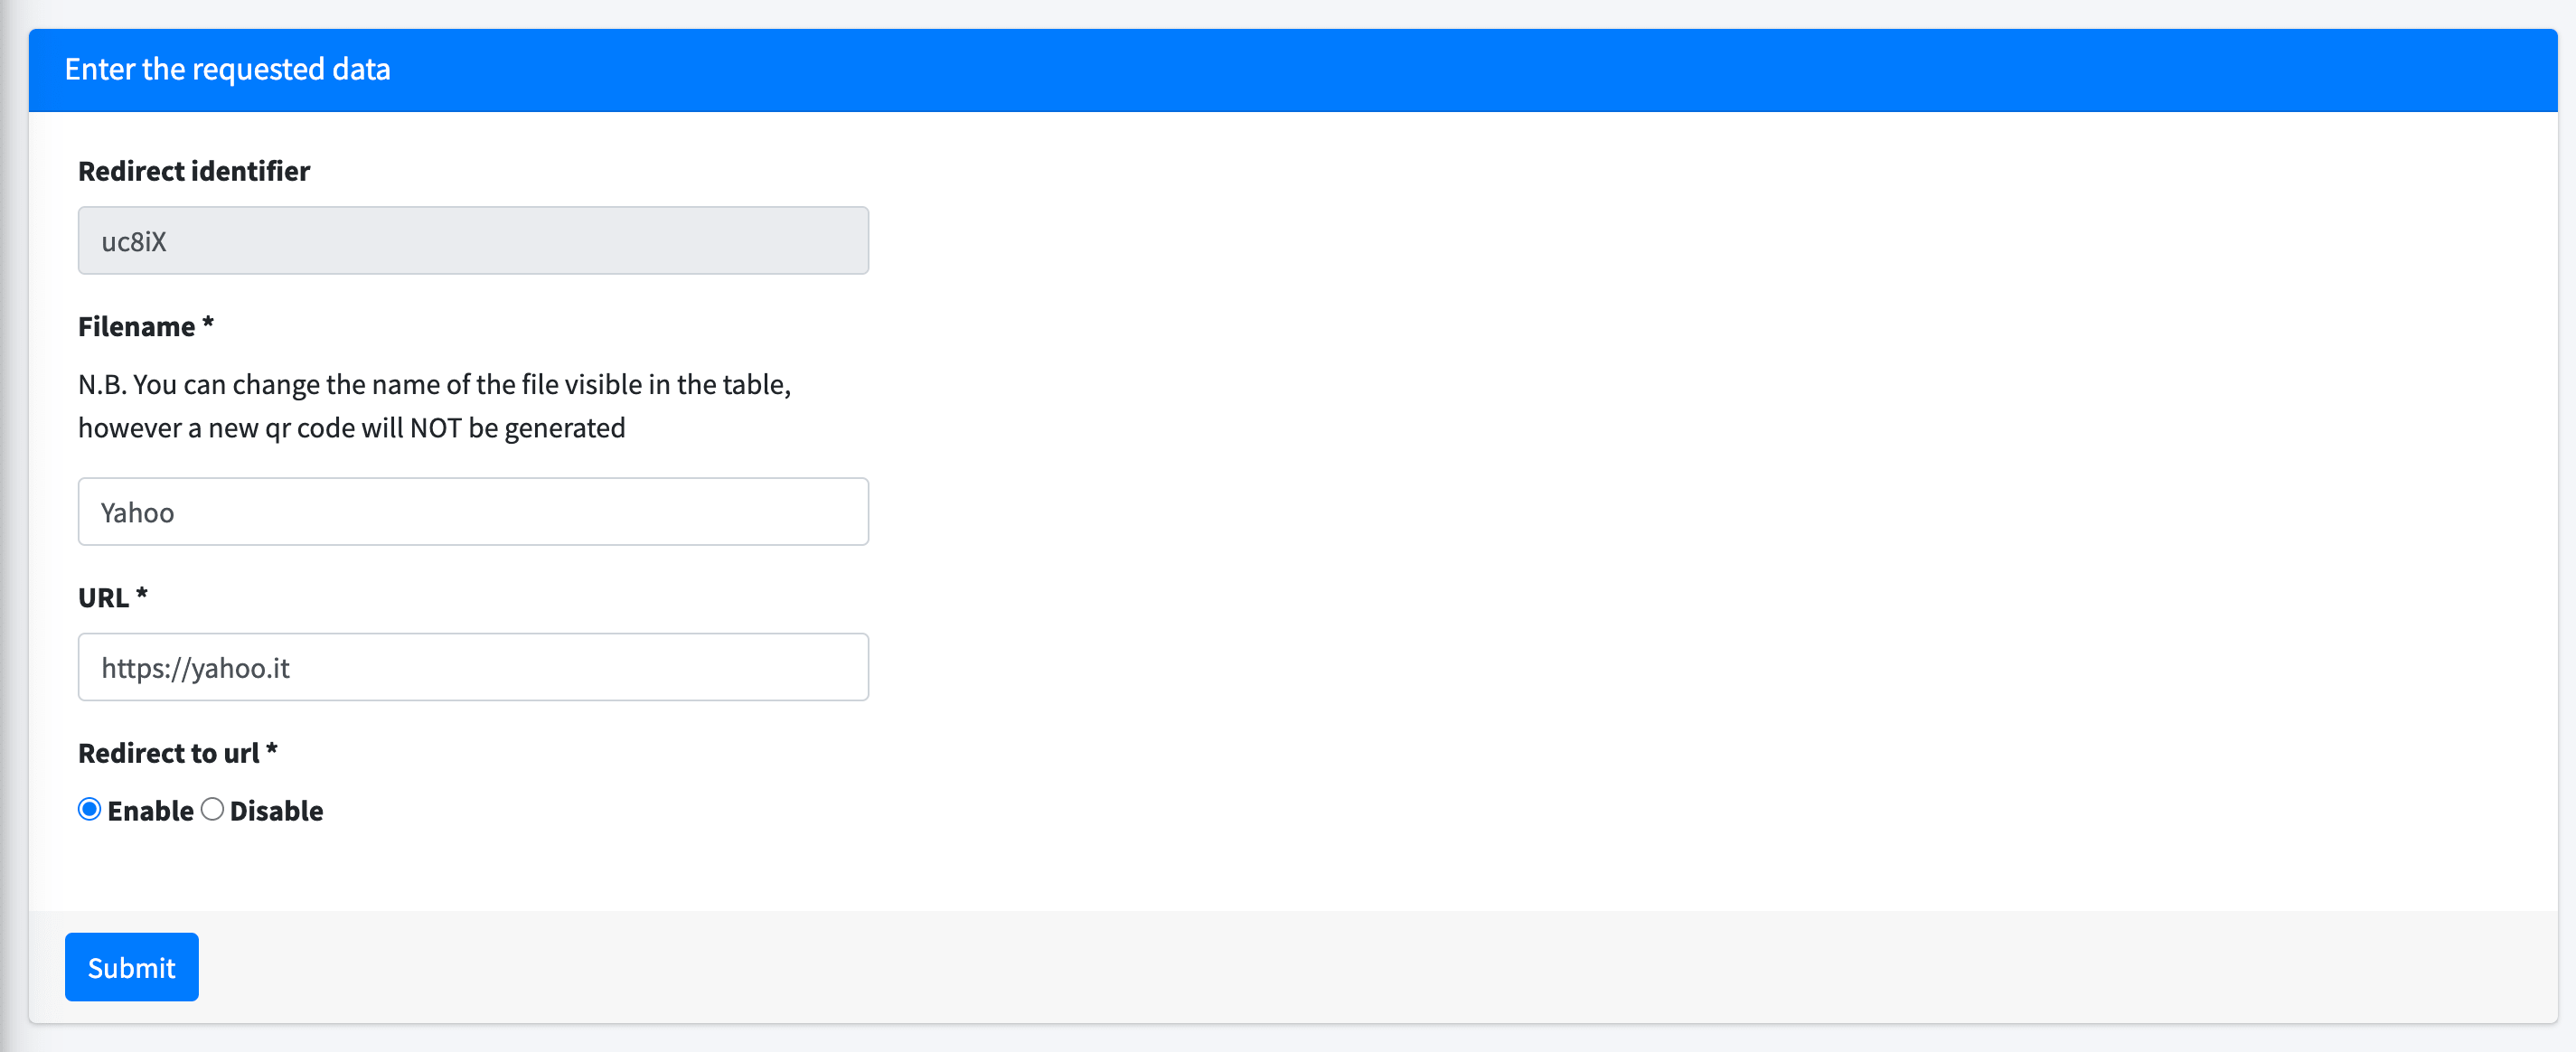 Enter the requested data
Redirect identifier
uc8iX
Filename *
N.B. You can change the name of the file visible in the table,
however a new qr code will NOT be generated
Yahoo
URL *
https://yahoo.it
Redirect to url *
Enable Disable
Submit